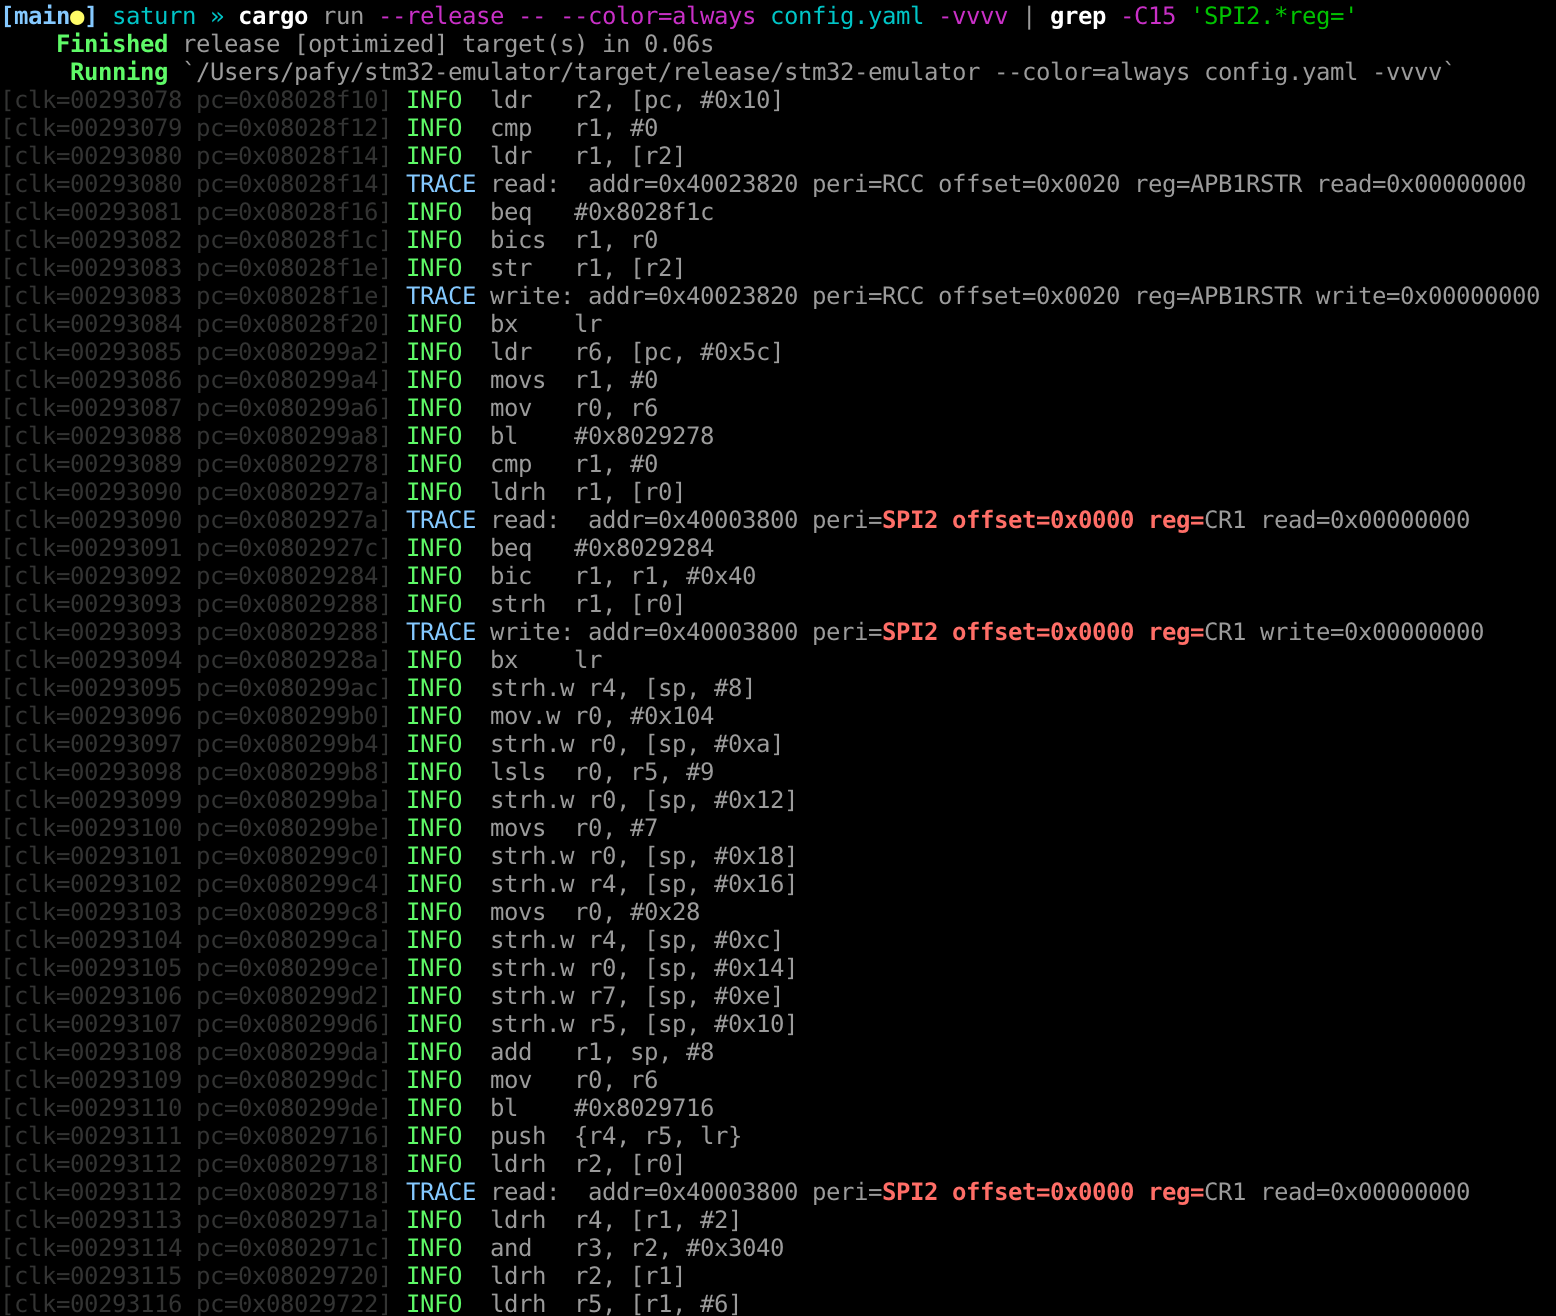 [main●] saturn » cargo run --release -- --color=always config.yaml -vvvv | grep -C15 'SPI2.*reg='
    Finished release [optimized] target(s) in 0.06s
     Running `/Users/pafy/stm32-emulator/target/release/stm32-emulator --color=always config.yaml -vvvv`
[clk=00293078 pc=0x08028f10] INFO  ldr   r2, [pc, #0x10]
[clk=00293079 pc=0x08028f12] INFO  cmp   r1, #0
[clk=00293080 pc=0x08028f14] INFO  ldr   r1, [r2]
[clk=00293080 pc=0x08028f14] TRACE read:  addr=0x40023820 peri=RCC offset=0x0020 reg=APB1RSTR read=0x00000000
[clk=00293081 pc=0x08028f16] INFO  beq   #0x8028f1c
[clk=00293082 pc=0x08028f1c] INFO  bics  r1, r0
[clk=00293083 pc=0x08028f1e] INFO  str   r1, [r2]
[clk=00293083 pc=0x08028f1e] TRACE write: addr=0x40023820 peri=RCC offset=0x0020 reg=APB1RSTR write=0x00000000
[clk=00293084 pc=0x08028f20] INFO  bx    lr
[clk=00293085 pc=0x080299a2] INFO  ldr   r6, [pc, #0x5c]
[clk=00293086 pc=0x080299a4] INFO  movs  r1, #0
[clk=00293087 pc=0x080299a6] INFO  mov   r0, r6
[clk=00293088 pc=0x080299a8] INFO  bl    #0x8029278
[clk=00293089 pc=0x08029278] INFO  cmp   r1, #0
[clk=00293090 pc=0x0802927a] INFO  ldrh  r1, [r0]
[clk=00293090 pc=0x0802927a] TRACE read:  addr=0x40003800 peri=SPI2 offset=0x0000 reg=CR1 read=0x00000000
[clk=00293091 pc=0x0802927c] INFO  beq   #0x8029284
[clk=00293092 pc=0x08029284] INFO  bic   r1, r1, #0x40
[clk=00293093 pc=0x08029288] INFO  strh  r1, [r0]
[clk=00293093 pc=0x08029288] TRACE write: addr=0x40003800 peri=SPI2 offset=0x0000 reg=CR1 write=0x00000000
[clk=00293094 pc=0x0802928a] INFO  bx    lr
[clk=00293095 pc=0x080299ac] INFO  strh.w r4, [sp, #8]
[clk=00293096 pc=0x080299b0] INFO  mov.w r0, #0x104
[clk=00293097 pc=0x080299b4] INFO  strh.w r0, [sp, #0xa]
[clk=00293098 pc=0x080299b8] INFO  lsls  r0, r5, #9
[clk=00293099 pc=0x080299ba] INFO  strh.w r0, [sp, #0x12]
[clk=00293100 pc=0x080299be] INFO  movs  r0, #7
[clk=00293101 pc=0x080299c0] INFO  strh.w r0, [sp, #0x18]
[clk=00293102 pc=0x080299c4] INFO  strh.w r4, [sp, #0x16]
[clk=00293103 pc=0x080299c8] INFO  movs  r0, #0x28
[clk=00293104 pc=0x080299ca] INFO  strh.w r4, [sp, #0xc]
[clk=00293105 pc=0x080299ce] INFO  strh.w r0, [sp, #0x14]
[clk=00293106 pc=0x080299d2] INFO  strh.w r7, [sp, #0xe]
[clk=00293107 pc=0x080299d6] INFO  strh.w r5, [sp, #0x10]
[clk=00293108 pc=0x080299da] INFO  add   r1, sp, #8
[clk=00293109 pc=0x080299dc] INFO  mov   r0, r6
[clk=00293110 pc=0x080299de] INFO  bl    #0x8029716
[clk=00293111 pc=0x08029716] INFO  push  {r4, r5, lr}
[clk=00293112 pc=0x08029718] INFO  ldrh  r2, [r0]
[clk=00293112 pc=0x08029718] TRACE read:  addr=0x40003800 peri=SPI2 offset=0x0000 reg=CR1 read=0x00000000
[clk=00293113 pc=0x0802971a] INFO  ldrh  r4, [r1, #2]
[clk=00293114 pc=0x0802971c] INFO  and   r3, r2, #0x3040
[clk=00293115 pc=0x08029720] INFO  ldrh  r2, [r1]
[clk=00293116 pc=0x08029722] INFO  ldrh  r5, [r1, #6]